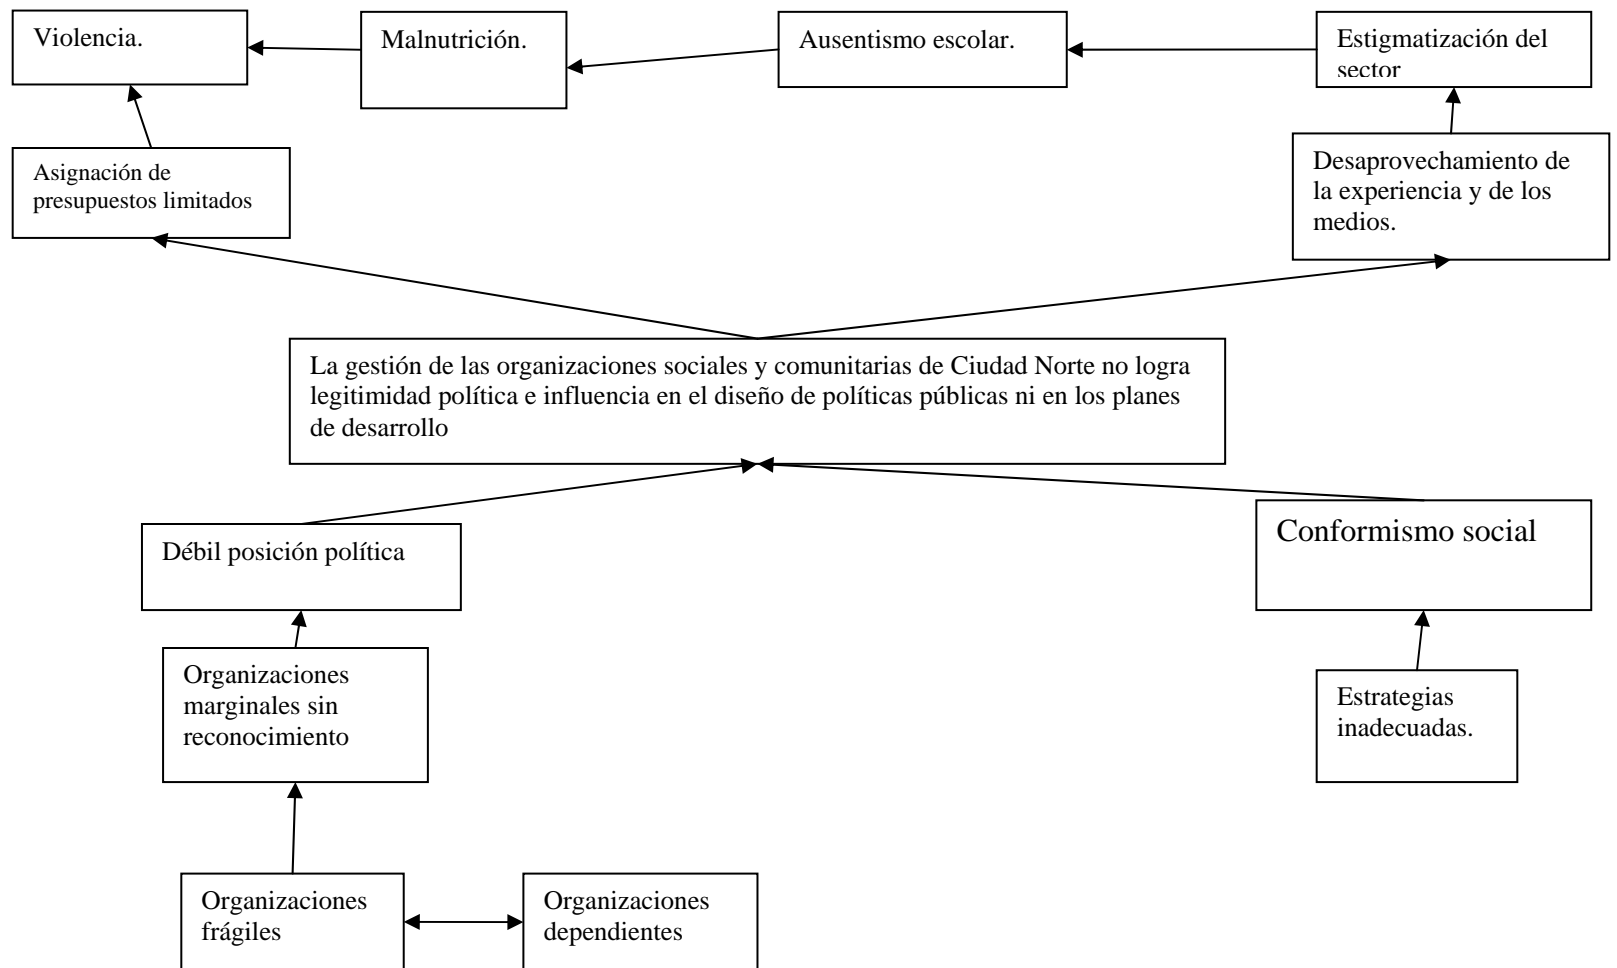 Violencia.
Malnutrición.
Ausentismo escolar.
Estigmatización del
sector
Asignación de
presupuestos limitados
Desaprovechamiento de
la experiencia y de los
medios.
La gestión de las organizaciones sociales y comunitarias de Ciudad Norte no logra
legitimidad política e influencia en el diseño de políticas públicas ni en los planes
de desarrollo
Débil posición política
Conformismo social
Organizaciones
marginales sin
reconocimiento
Estrategias
inadecuadas.
Organizaciones
frágiles
Organizaciones
dependientes